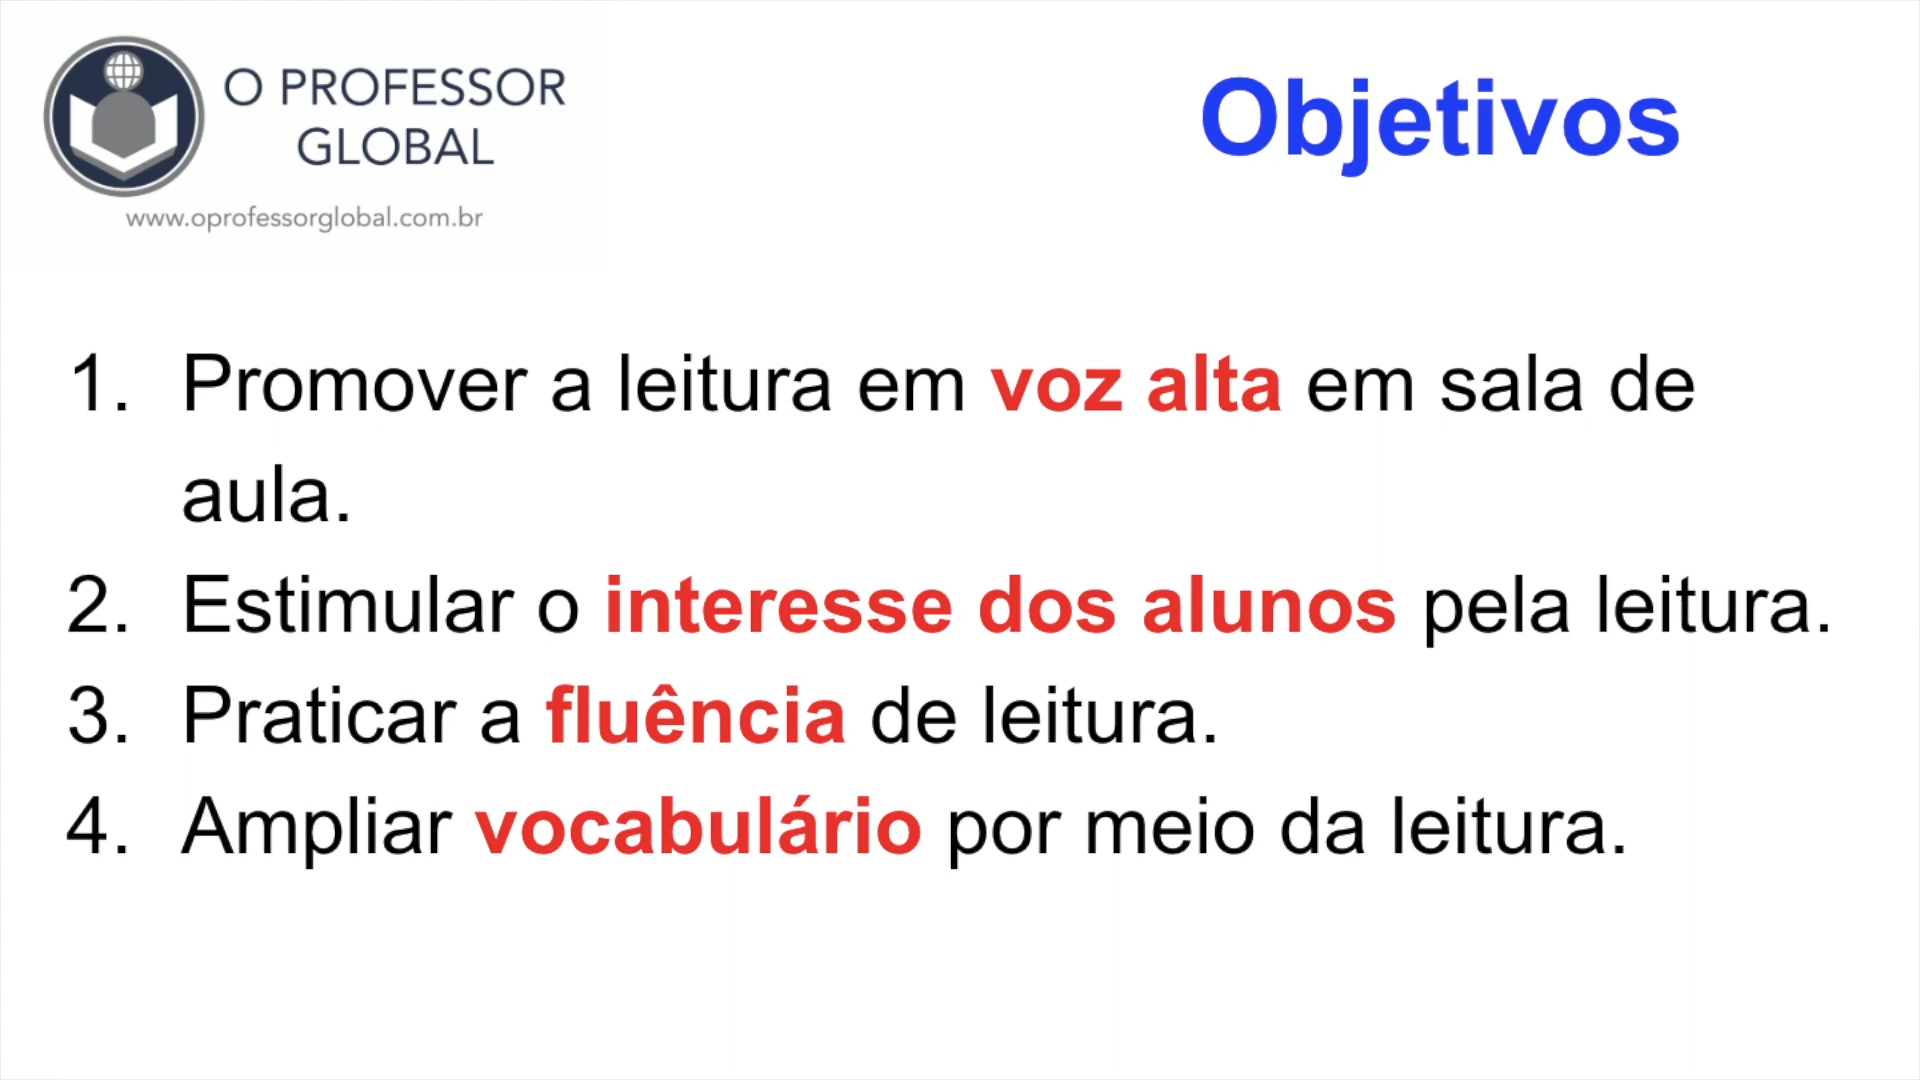 O PROFESSOR
GLOBAL
www.oprofessorglobal.com.br
Objetivos
1. Promover a leitura em voz alta em sala de
aula.
2. Estimular o interesse dos alunos pela leitura.
3. Praticar a fluência de leitura.
4. Ampliar vocabulário por meio da leitura.